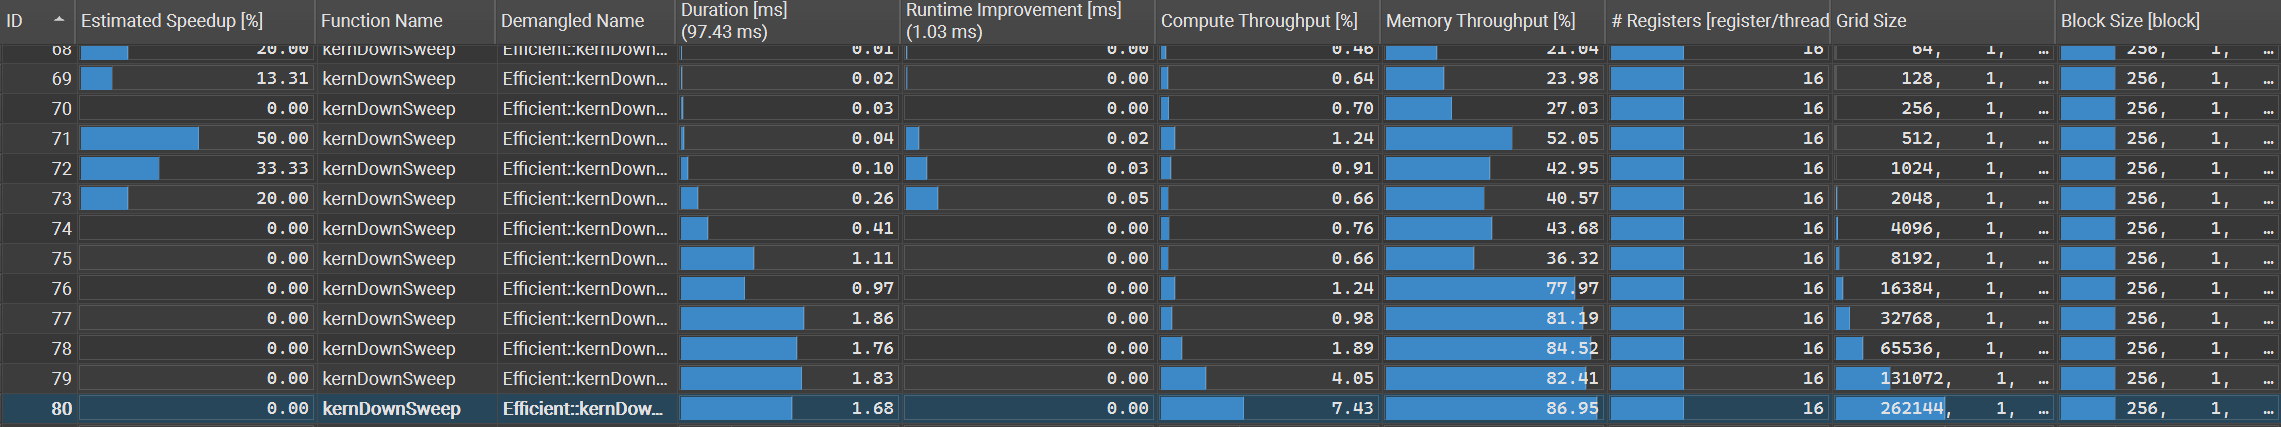 ID Estimated Speedup [%] Function Name Demangled Name Duration [ms] (97.43 ms) Runtime Improvement [ms] (1.03 ms) Compute Throughput [%] Memory Throughput [%] # Registers [register/thread Grid Size Block Size [block]
68 20.00 kernDownSweep Efficient::kernDown... 0.01 0.00 0.46 21.04 16 64, 1, … 256, 1, …
69 13.31 kernDownSweep Efficient::kernDown... 0.02 0.00 0.64 23.98 16 128, 1, … 256, 1, …
70 0.00 kernDownSweep Efficient::kernDown... 0.03 0.00 0.70 27.03 16 256, 1, … 256, 1, …
71 50.00 kernDownSweep Efficient::kernDown... 0.04 0.02 1.24 52.05 16 512, 1, … 256, 1, …
72 33.33 kernDownSweep Efficient::kernDown... 0.10 0.03 0.91 42.95 16 1024, 1, … 256, 1, …
73 20.00 kernDownSweep Efficient::kernDown... 0.26 0.05 0.66 40.57 16 2048, 1, … 256, 1, …
74 0.00 kernDownSweep Efficient::kernDown... 0.41 0.00 0.76 43.68 16 4096, 1, … 256, 1, …
75 0.00 kernDownSweep Efficient::kernDown... 1.11 0.00 0.66 36.32 16 8192, 1, … 256, 1, …
76 0.00 kernDownSweep Efficient::kernDown... 0.97 0.00 1.24 77.97 16 16384, 1, … 256, 1, …
77 0.00 kernDownSweep Efficient::kernDown... 1.86 0.00 0.98 81.19 16 32768, 1, … 256, 1, …
78 0.00 kernDownSweep Efficient::kernDown... 1.76 0.00 1.89 84.52 16 65536, 1, … 256, 1, …
79 0.00 kernDownSweep Efficient::kernDown... 1.83 0.00 4.05 82.41 16 131072, 1, … 256, 1, …
80 0.00 kernDownSweep Efficient::kernDow... 1.68 0.00 7.43 86.95 16 262144, 1, … 256, 1, …